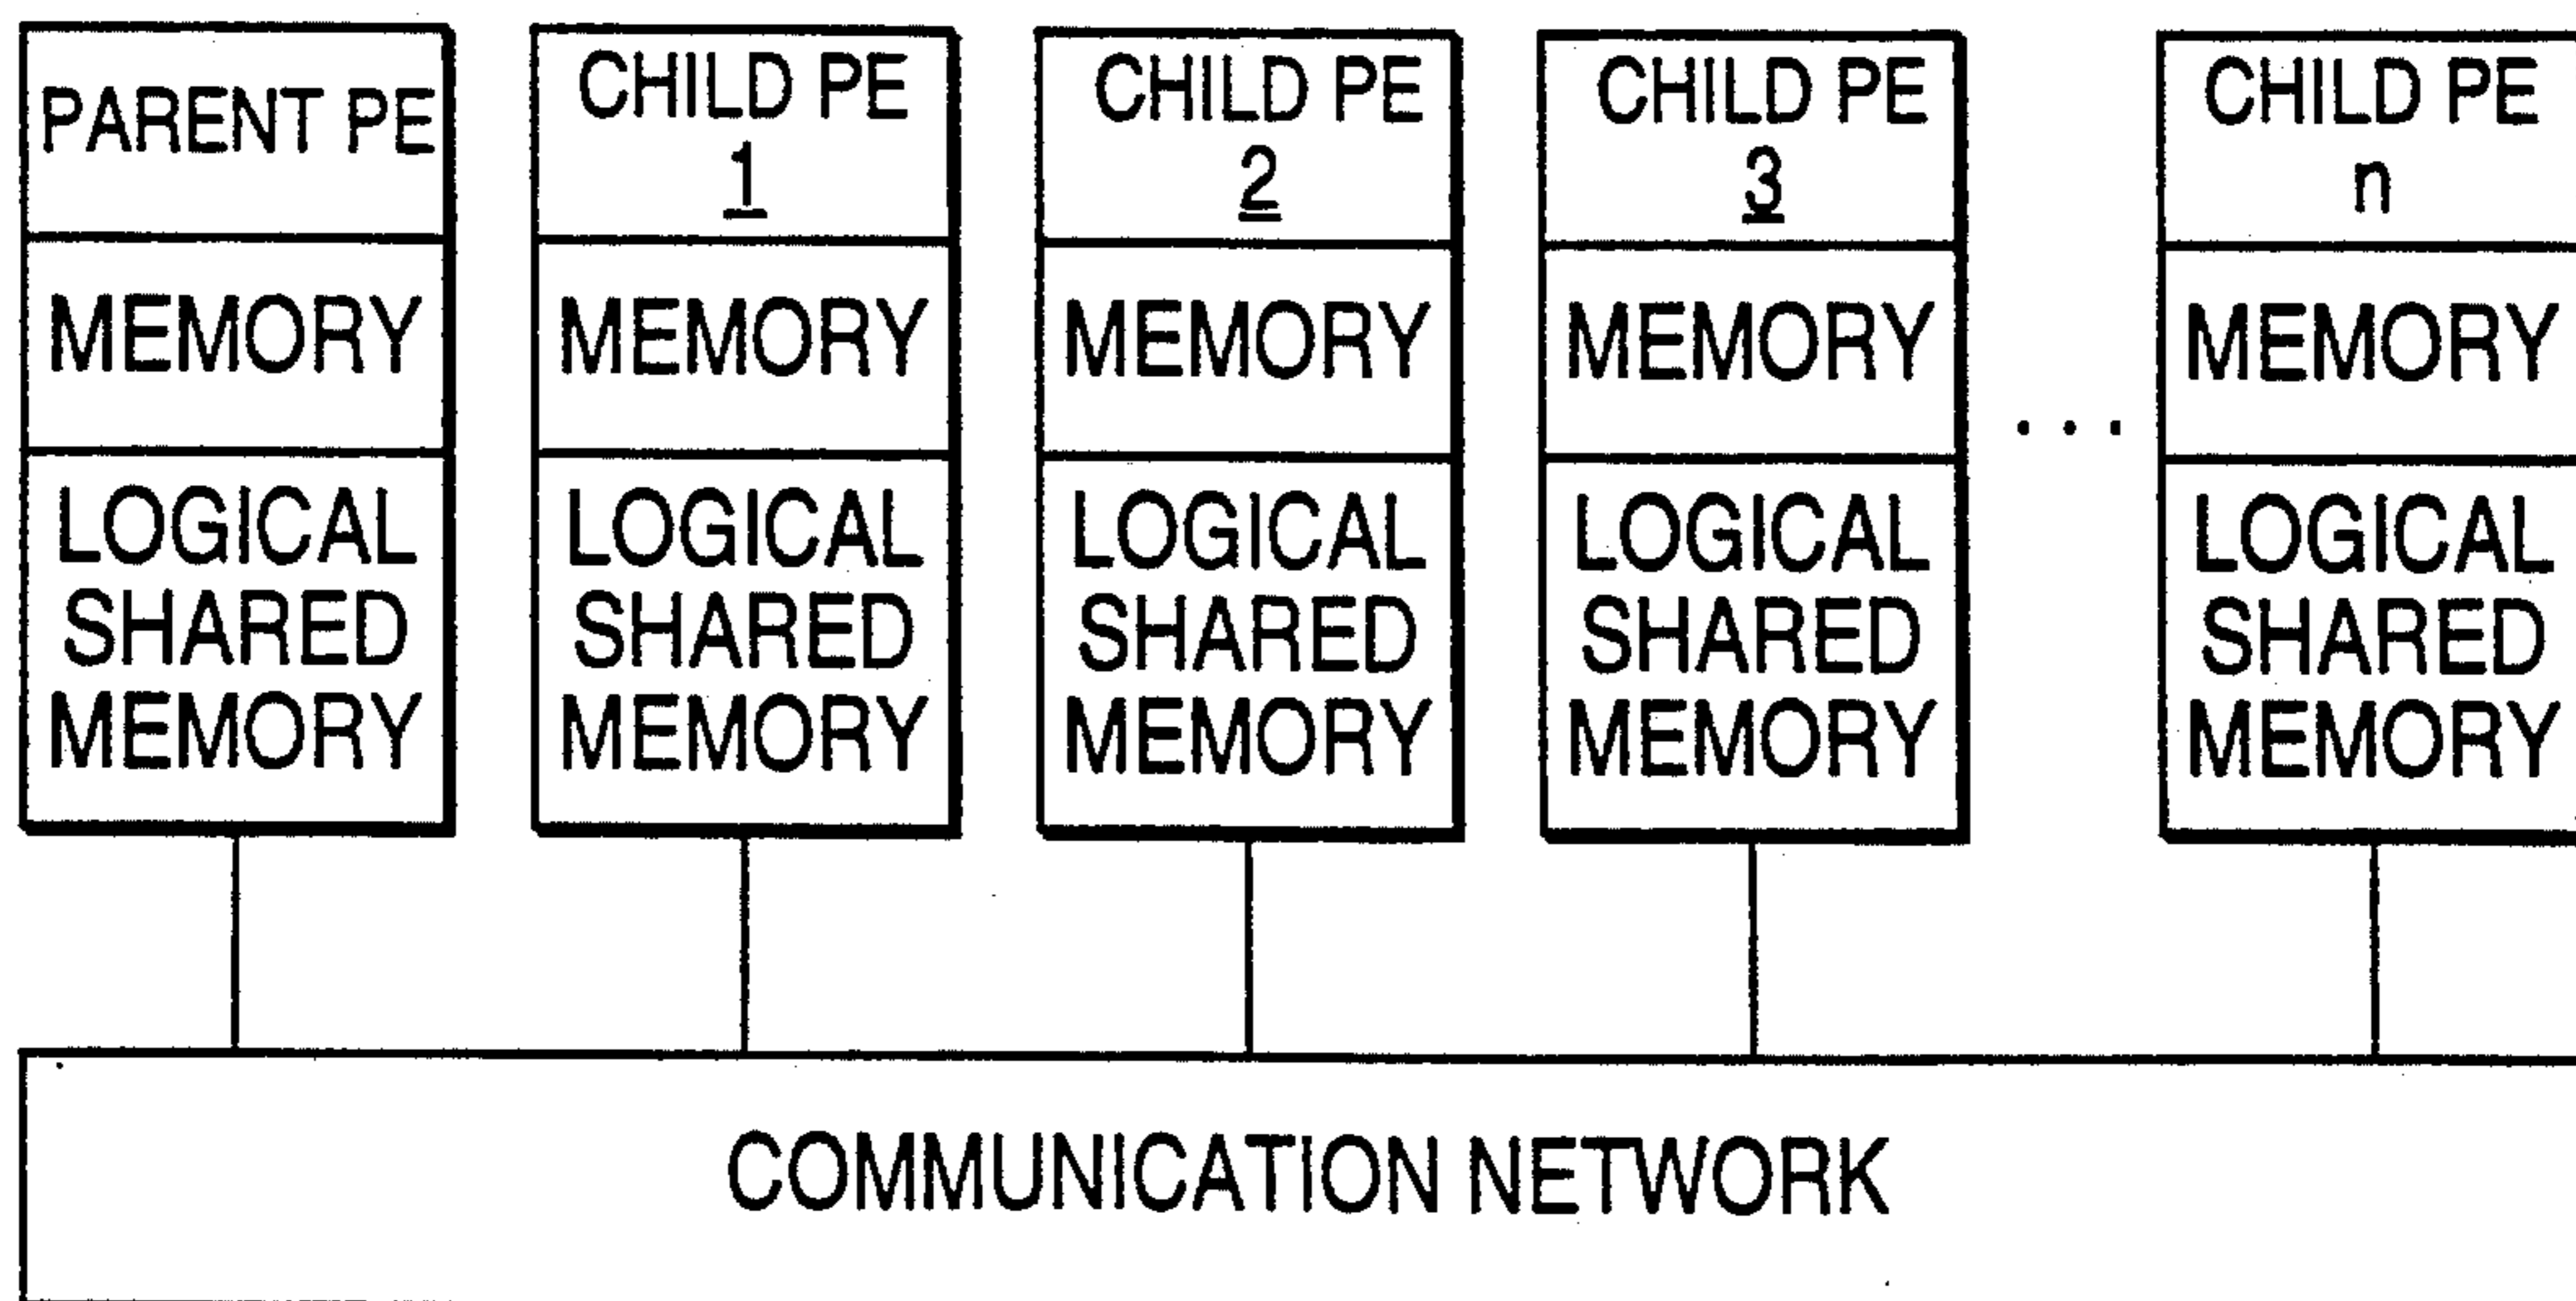 PARENT PE
MEMORY
LOGICAL
SHARED
MEMORY
CHILD PE
1
MEMORY
LOGICAL
SHARED
MEMORY
CHILD PE
2
MEMORY
LOGICAL
SHARED
MEMORY
CHILD PE
3
MEMORY
LOGICAL
SHARED
MEMORY
. . .
CHILD PE
n
MEMORY
LOGICAL
SHARED
MEMORY
COMMUNICATION NETWORK